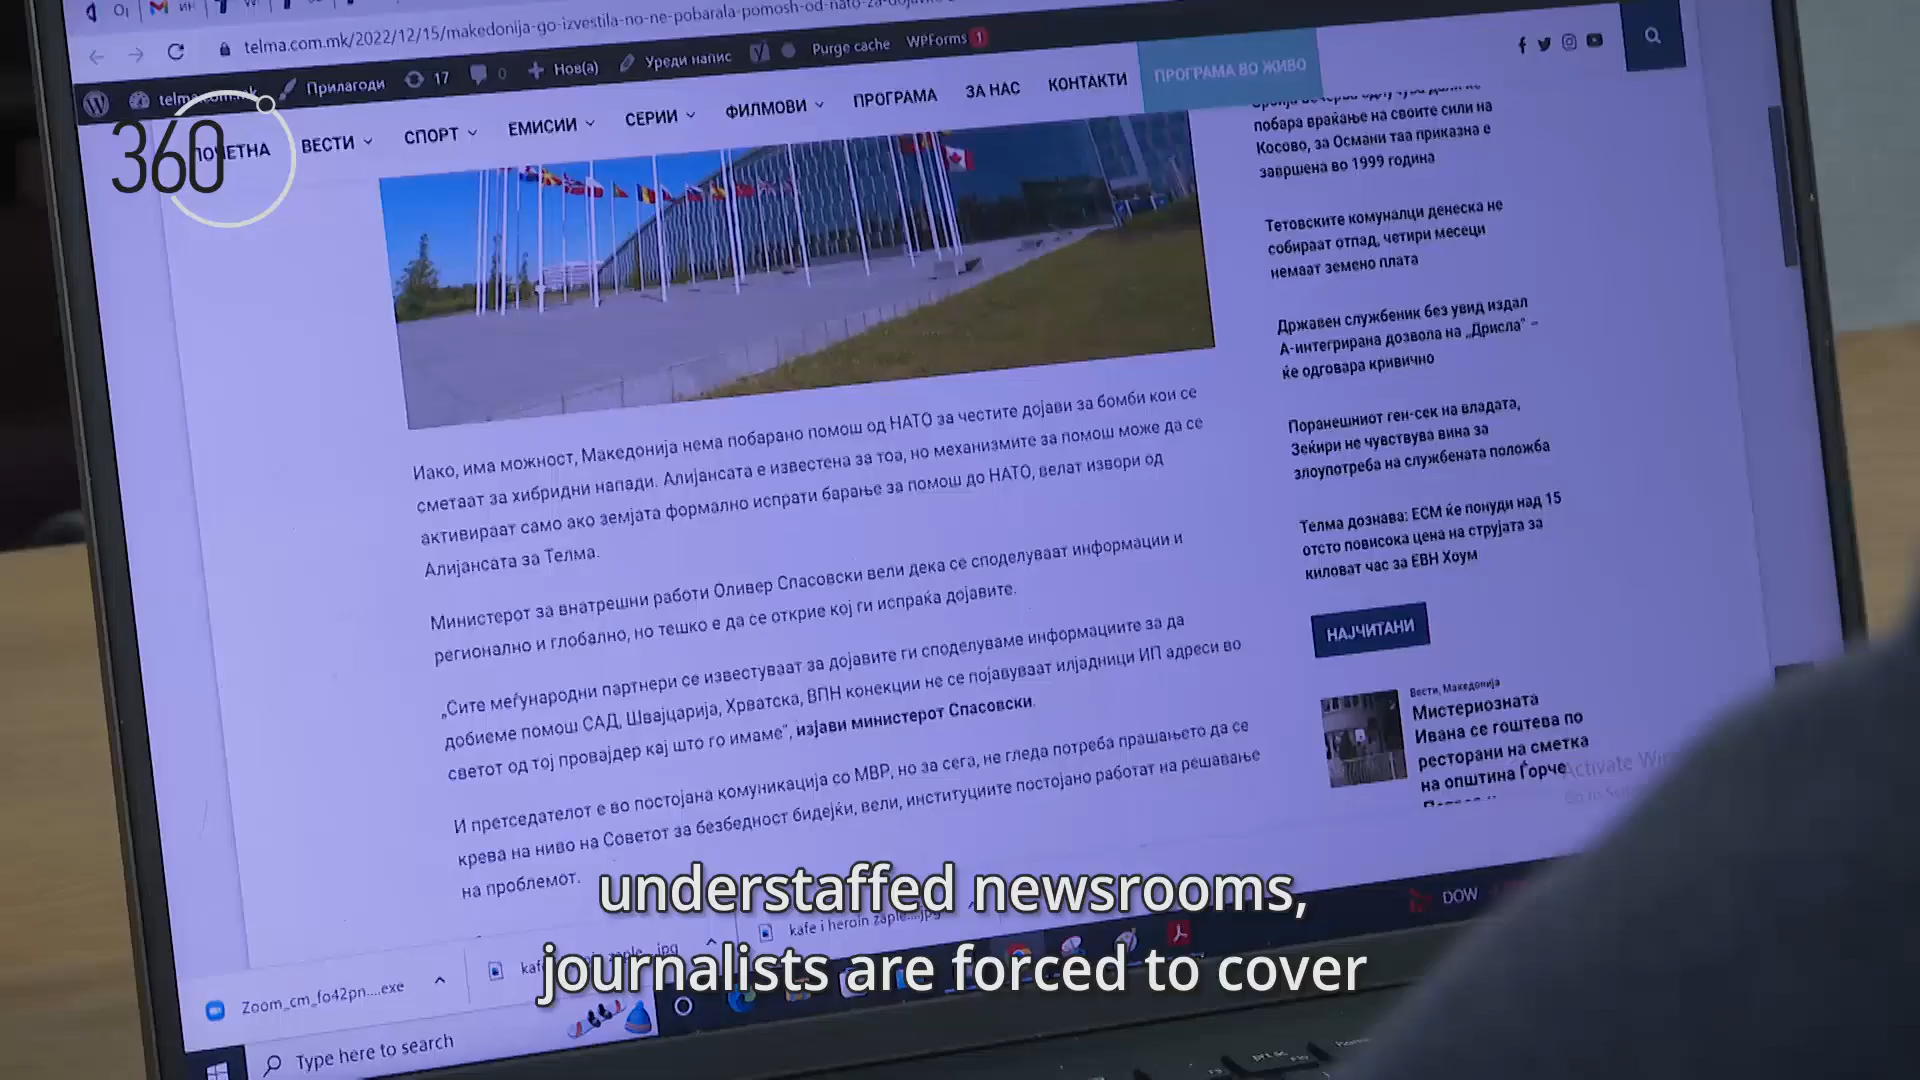 telma.com.mk/2022/12/15/makedonija-go-izvestila-no-ne-pobarala-pomosh-od-nato-za-dojavite
telma.com.mk
Прилагоди
17
0
Нов(а)
Уреди напис
Purge cache
WPForms 1
360
ПОЧЕТНА
ВЕСТИ
СПОРТ
ЕМИСИИ
СЕРИИ
ФИЛМОВИ
ПРОГРАМА
ЗА НАС
КОНТАКТИ
ПРОГРАМА ВО ЖИВО
Иако, има можност, Македонија нема побарано помош од НАТО за честите дојави за бомби кои се
сметаат за хибридни напади. Алијансата е известена за тоа, но механизмите за помош може да се
активираат само ако земјата формално испрати барање за помош до НАТО, велат извори од
Алијансата за Телма.
Министерот за внатрешни работи Оливер Спасовски вели дека се споделуваат информации и
регионално и глобално, но тешко е да се открие кој ги испраќа дојавите.
„Сите меѓународни партнери се известуваат за дојавите ги споделуваме информациите за да
добиеме помош САД, Швајцарија, Хрватска, ВПН конекции не се појавуваат илјадници ИП адреси во
светот од тој провајдер кај што го имаме“, изјави министерот Спасовски.
И претседателот е во постојана комуникација со МВР, но за сега, не гледа потреба прашањето да се
крева на ниво на Советот за безбедност бидејќи, вели, институциите постојано работат на решавање
на проблемот.
побара враќање на своите сили на
Косово, за Османи таа приказна е
завршена во 1999 година
Тетовските комуналци денеска не
собираат отпад, четири месеци
немаат земено плата
Државен службеник без увид издал
А-интегрирана дозвола на „Дрисла“ –
ќе одговара кривично
Поранешниот ген-сек на владата,
Зеќири не чувствува вина за
злоупотреба на службената положба
Телма дознава: ЕСМ ќе понуди над 15
отсто повисока цена на струјата за
киловат час за ЕВН Хоум
НАЈЧИТАНИ
Вести, Македонија
Мистериозната
Ивана се гоштева по
ресторани на сметка
на општина Ѓорче
Activate Win
understaffed newsrooms,
journalists are forced to cover
DOW
kafe i heroin zaple....jpg
Zoom_cm_fo42pn....exe
Type here to search